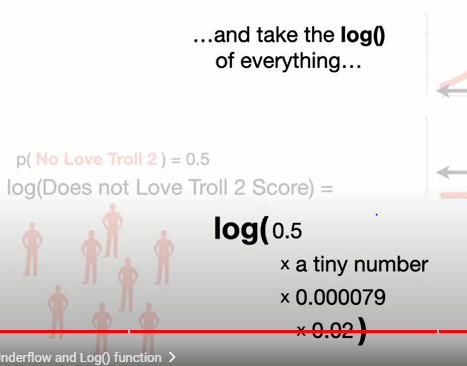 …and take the log()
of everything…
p( No Love Troll 2 ) = 0.5
log(Does not Love Troll 2 Score) =
log( 0.5
x a tiny number
x 0.000079
x 0.02 )
nderflow and Log() function >